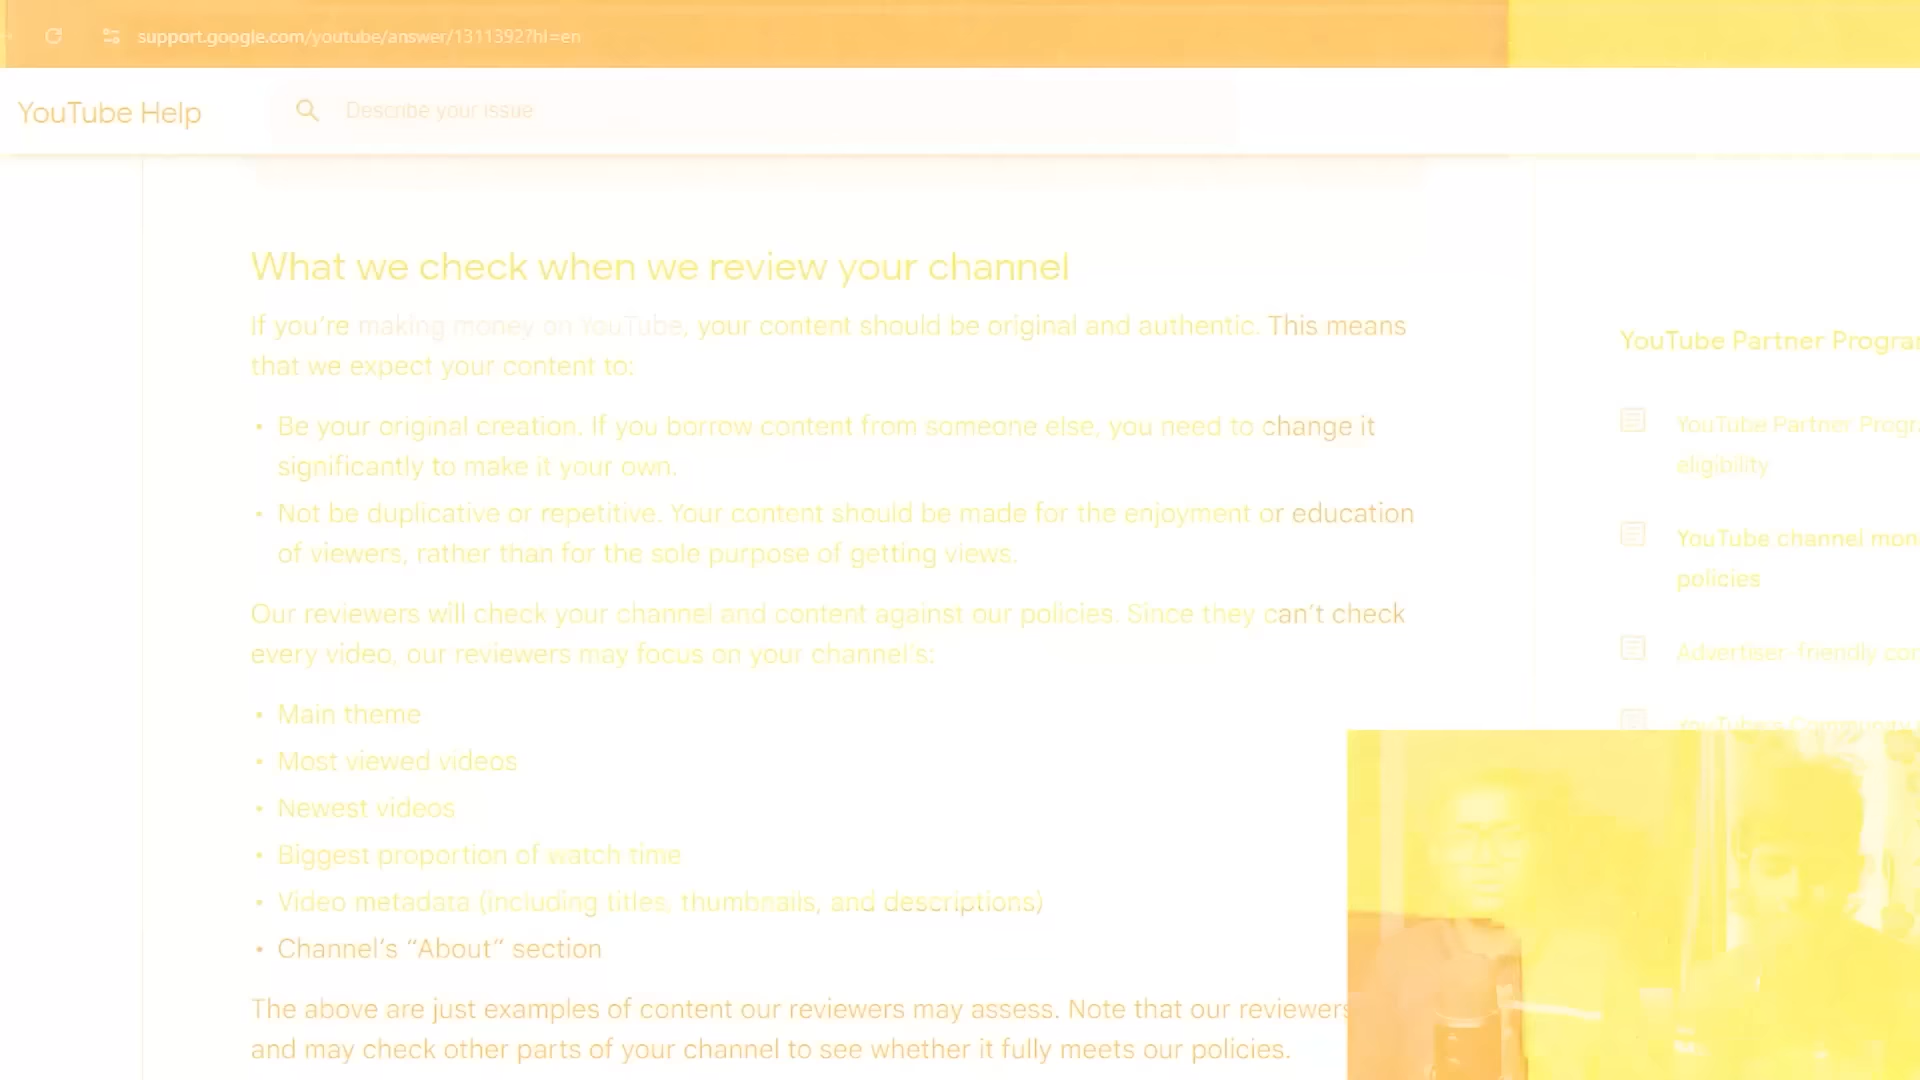 support.google.com/youtube/answer/1311392?hl=en
YouTube Help
Describe your issue
What we check when we review your channel
If you're making money on YouTube, your content should be original and authentic. This means
that we expect your content to:
• Be your original creation. If you borrow content from someone else, you need to change it
significantly to make it your own.
• Not be duplicative or repetitive. Your content should be made for the enjoyment or education
of viewers, rather than for the sole purpose of getting views.
Our reviewers will check your channel and content against our policies. Since they can't check
every video, our reviewers may focus on your channel's:
• Main theme
• Most viewed videos
• Newest videos
• Biggest proportion of watch time
• Video metadata (including titles, thumbnails, and descriptions)
• Channel's “About” section
The above are just examples of content our reviewers may assess. Note that our reviewers
and may check other parts of your channel to see whether it fully meets our policies.
YouTube Partner Progra
YouTube Partner Progr
eligibility
YouTube channel mon
policies
Advertiser-friendly con
YouTube's Community